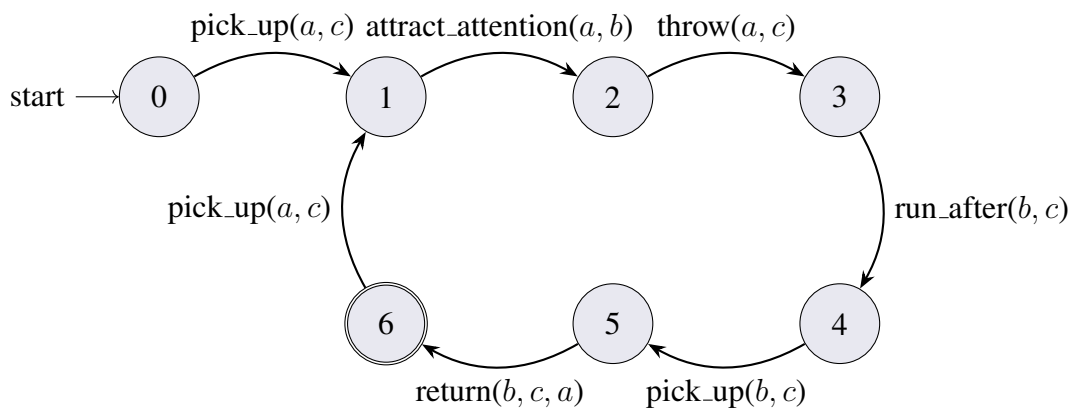 pick_up(a, c) attract_attention(a, b) throw(a, c)
start 0 1 2 3
pick_up(a, c) run_after(b, c)
6 5 4
return(b, c, a) pick_up(b, c)